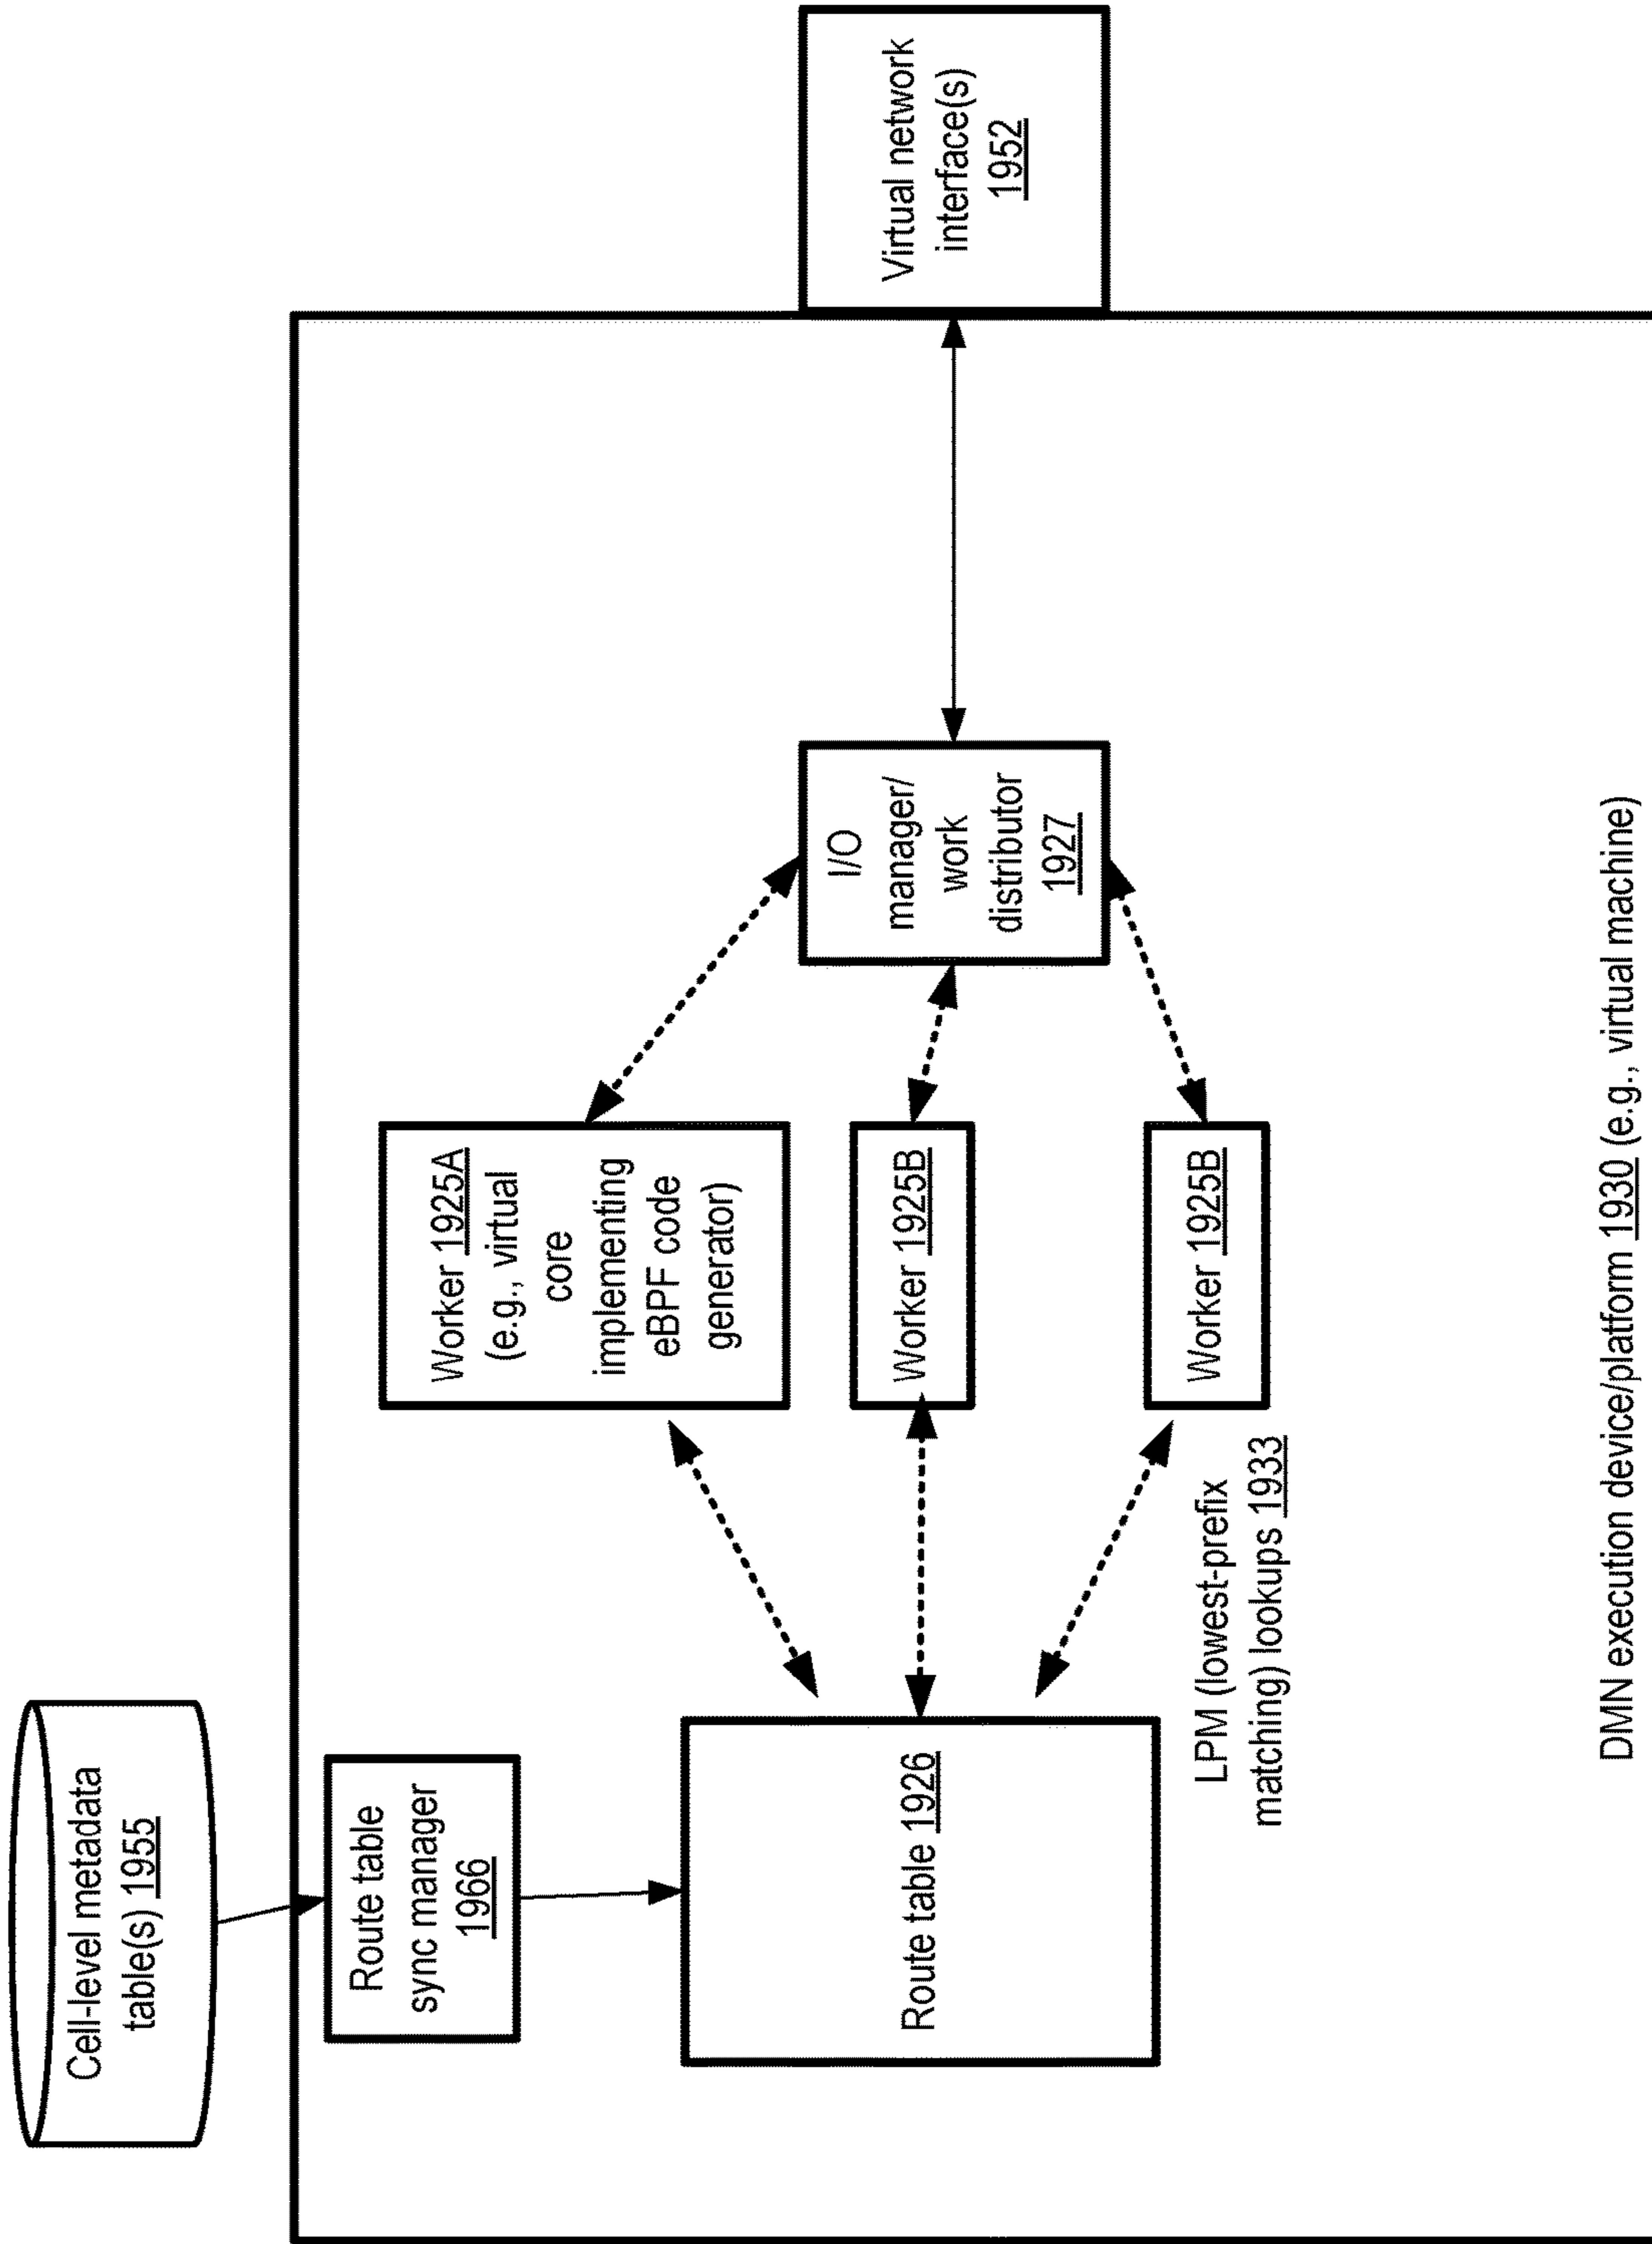 Cell-level metadata
table(s) 1955
Route table
sync manager
1966
Route table 1926
Worker 1925A
(e.g., virtual
core
implementing
eBPF code
generator)
Worker 1925B
Worker 1925B
LPM (lowest-prefix
matching) lookups 1933
I/O
manager/
work
distributor
1927
Virtual network
interface(s)
1952
DMN execution device/platform 1930 (e.g., virtual machine)